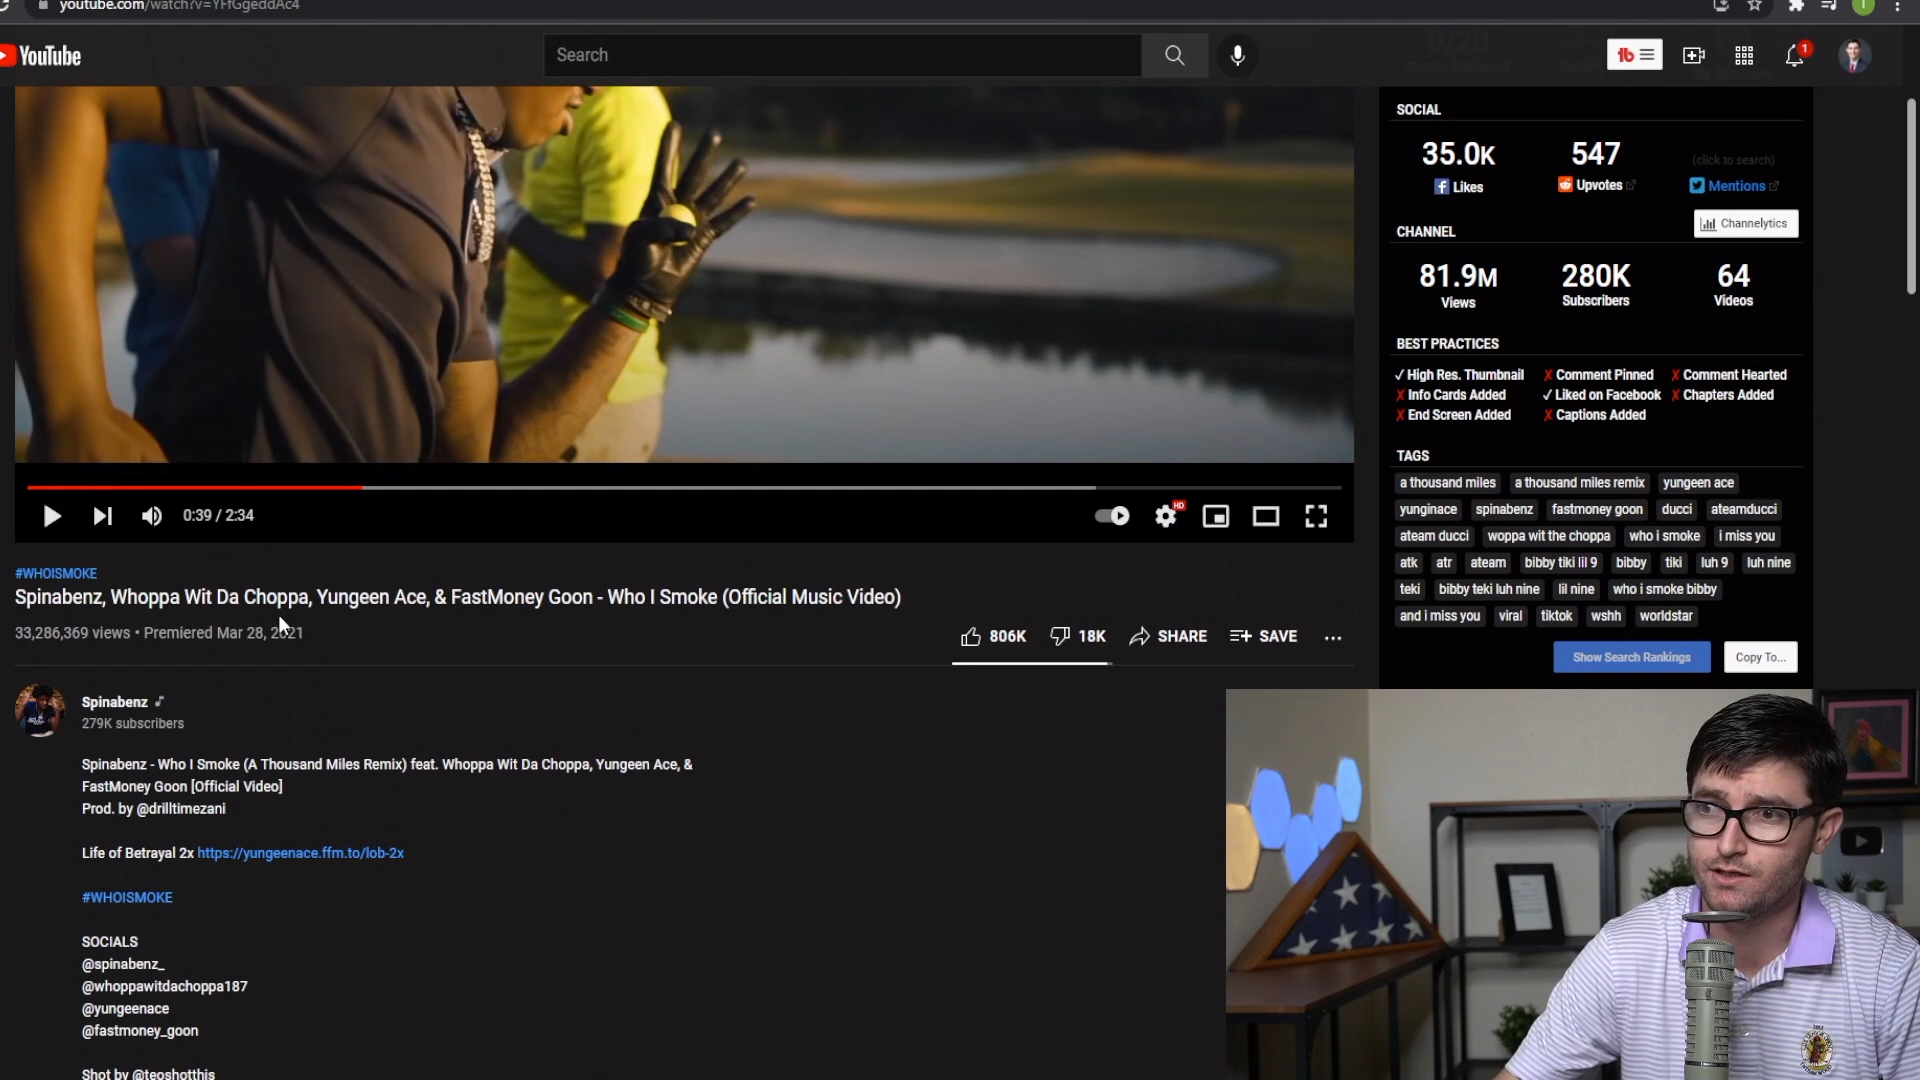 youtube.com/watch?v=YFfGgeddAc4
YouTube
Search
1
SOCIAL
35.0K
Likes
547
Upvotes
(click to search)
Mentions
Channelytics
CHANNEL
81.9M
Views
280K
Subscribers
64
Videos
BEST PRACTICES
✓ High Res. Thumbnail ✗ Comment Pinned ✗ Comment Hearted
✗ Info Cards Added ✓ Liked on Facebook ✗ Chapters Added
✗ End Screen Added ✗ Captions Added
TAGS
a thousand miles a thousand miles remix yungeen ace
yunginace spinabenz fastmoney goon ducci ateamducci
ateam ducci woppa wit the choppa who i smoke i miss you
atk atr ateam bibby tiki lil 9 bibby tiki luh 9 luh nine
teki bibby teki luh nine lil nine who i smoke bibby
and i miss you viral tiktok wshh worldstar
Show Search Rankings Copy To...
0:39 / 2:34
HD
#WHOISMOKE
Spinabenz, Whoppa Wit Da Choppa, Yungeen Ace, & FastMoney Goon - Who I Smoke (Official Music Video)
33,286,369 views • Premiered Mar 28, 2021
806K 18K SHARE SAVE ...
Spinabenz
279K subscribers
Spinabenz - Who I Smoke (A Thousand Miles Remix) feat. Whoppa Wit Da Choppa, Yungeen Ace, &
FastMoney Goon [Official Video]
Prod. by @drilltimezani
Life of Betrayal 2x https://yungeenace.ffm.to/lob-2x
#WHOISMOKE
SOCIALS
@spinabenz_
@whoppawitdachoppa187
@yungeenace
@fastmoney_goon
Shot by @teoshotthis